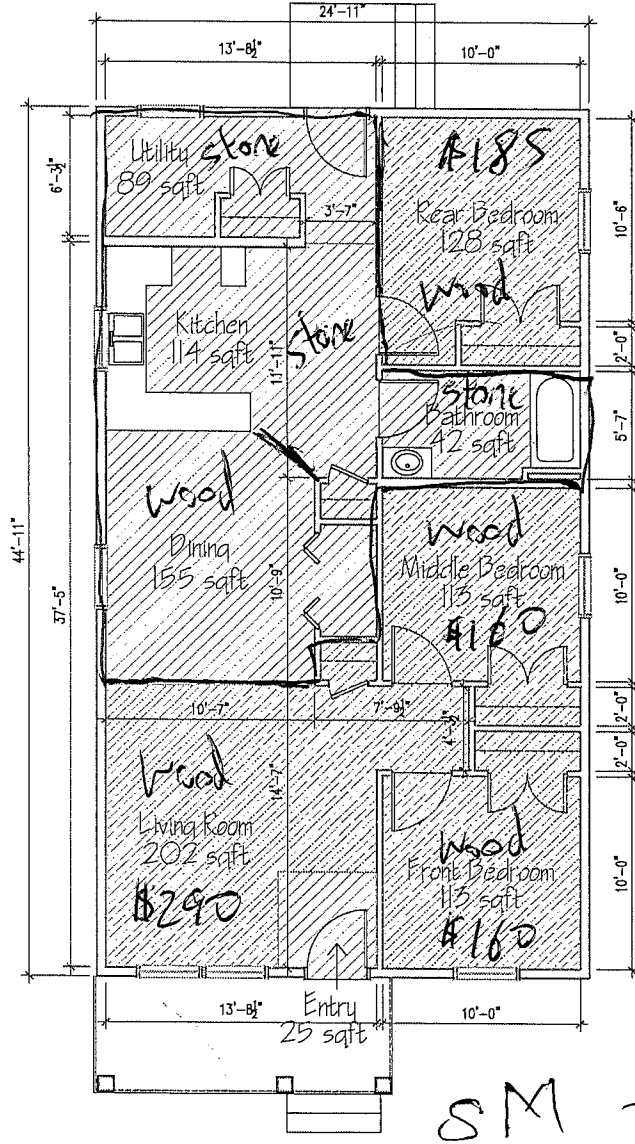 24'-11"
13'-8½"
10'-0"
Utility
89 sqft
stone
6'-3½"
3'-7"
$185
Rear Bedroom
128 sqft
wood
10'-6"
2'-0"
Kitchen
114 sqft
stone
11'-11"
stone
Bathroom
42 sqft
5'-7"
44'-11"
37'-5"
wood
Dining
155 sqft
10'-9"
wood
Middle Bedroom
113 sqft
$160
10'-0"
2'-0"
2'-0"
10'-7"
7'-9½"
14'-7"
wood
Living Room
202 sqft
$290
wood
Front Bedroom
113 sqft
$160
10'-0"
13'-8½"
Entry
25 sqft
10'-0"
SM